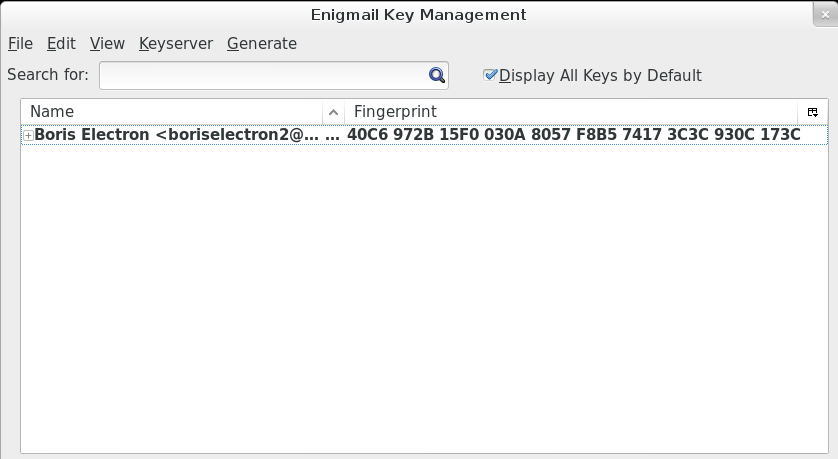 Enigmail Key Management
File Edit View Keyserver Generate
Search for: Display All Keys by Default
Name Fingerprint
Boris Electron <boriselectron2@... ... 40C6 972B 15F0 030A 8057 F8B5 7417 3C3C 930C 173C